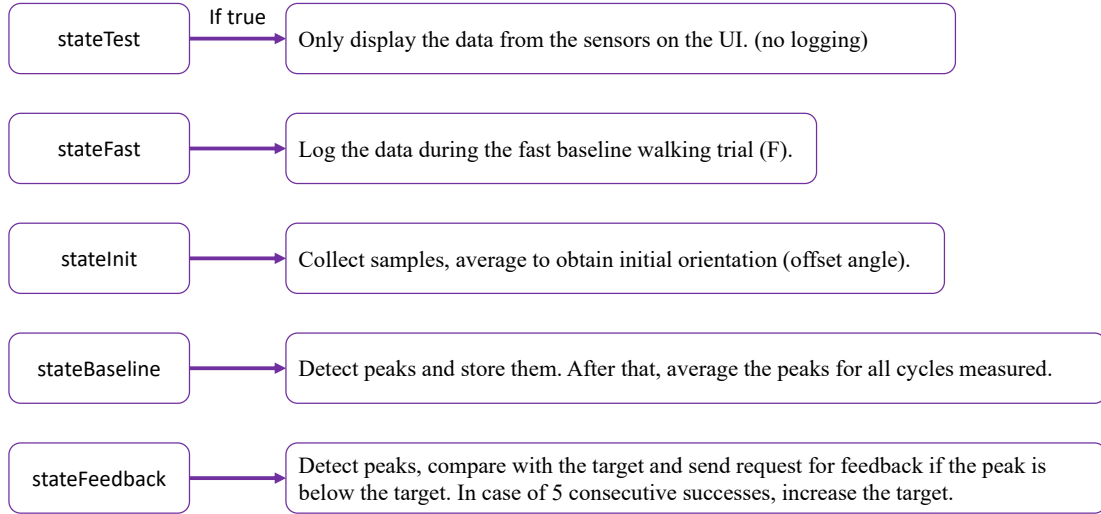 If true
stateTest
Only display the data from the sensors on the UI. (no logging)
stateFast
Log the data during the fast baseline walking trial (F).
stateInit
Collect samples, average to obtain initial orientation (offset angle).
stateBaseline
Detect peaks and store them. After that, average the peaks for all cycles measured.
stateFeedback
Detect peaks, compare with the target and send request for feedback if the peak is
below the target. In case of 5 consecutive successes, increase the target.